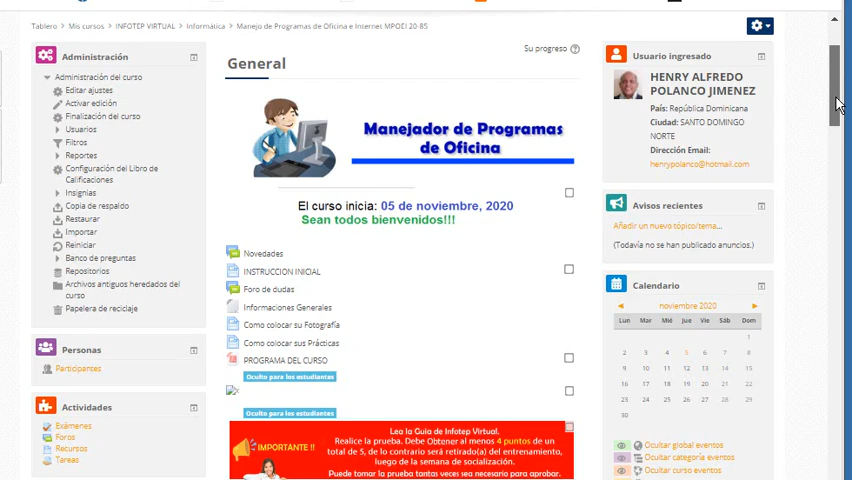 Tablero > Mis cursos > INFOTEP VIRTUAL > Informática > Manejo de Programas de Oficina e Internet MPOEI 20-85
Administración
Administración del curso
Editar ajustes
Activar edición
Finalización del curso
Usuarios
Filtros
Reportes
Configuración del Libro de
Calificaciones
Insignias
Copia de respaldo
Restaurar
Importar
Reiniciar
Banco de preguntas
Repositorios
Archivos antiguos heredados del
curso
Papelera de reciclaje
Personas
Participantes
Actividades
Exámenes
Foros
Recursos
Tareas
Su progreso
General
Manejador de Programas
de Oficina
El curso inicia: 05 de noviembre, 2020
Sean todos bienvenidos!!!
Novedades
INSTRUCCION INICIAL
Foro de dudas
Informaciones Generales
Como colocar su Fotografía
Como colocar sus Prácticas
PROGRAMA DEL CURSO
Oculto para los estudiantes
Oculto para los estudiantes
IMPORTANTE !!
Lea la Guía de Infotep Virtual.
Realice la prueba. Debe Obtener al menos 4 puntos de un
total de 5, de lo contrario será retirado(a) del entrenamiento,
luego de la semana de socialización.
Puede tomar la prueba tantas veces sea necesario para aprobar.
Usuario ingresado
HENRY ALFREDO
POLANCO JIMENEZ
País: República Dominicana
Ciudad: SANTO DOMINGO
NORTE
Dirección Email:
henrypolanco@hotmail.com
Avisos recientes
Añadir un nuevo tópico/tema...
(Todavía no se han publicado anuncios.)
Calendario
◄ noviembre 2020 ►
Lun Mar Mié Jue Vie Sáb Dom
1
2 3 4 5 6 7 8
9 10 11 12 13 14 15
16 17 18 19 20 21 22
23 24 25 26 27 28 29
30
Ocultar global eventos
Ocultar categoría eventos
Ocultar curso eventos